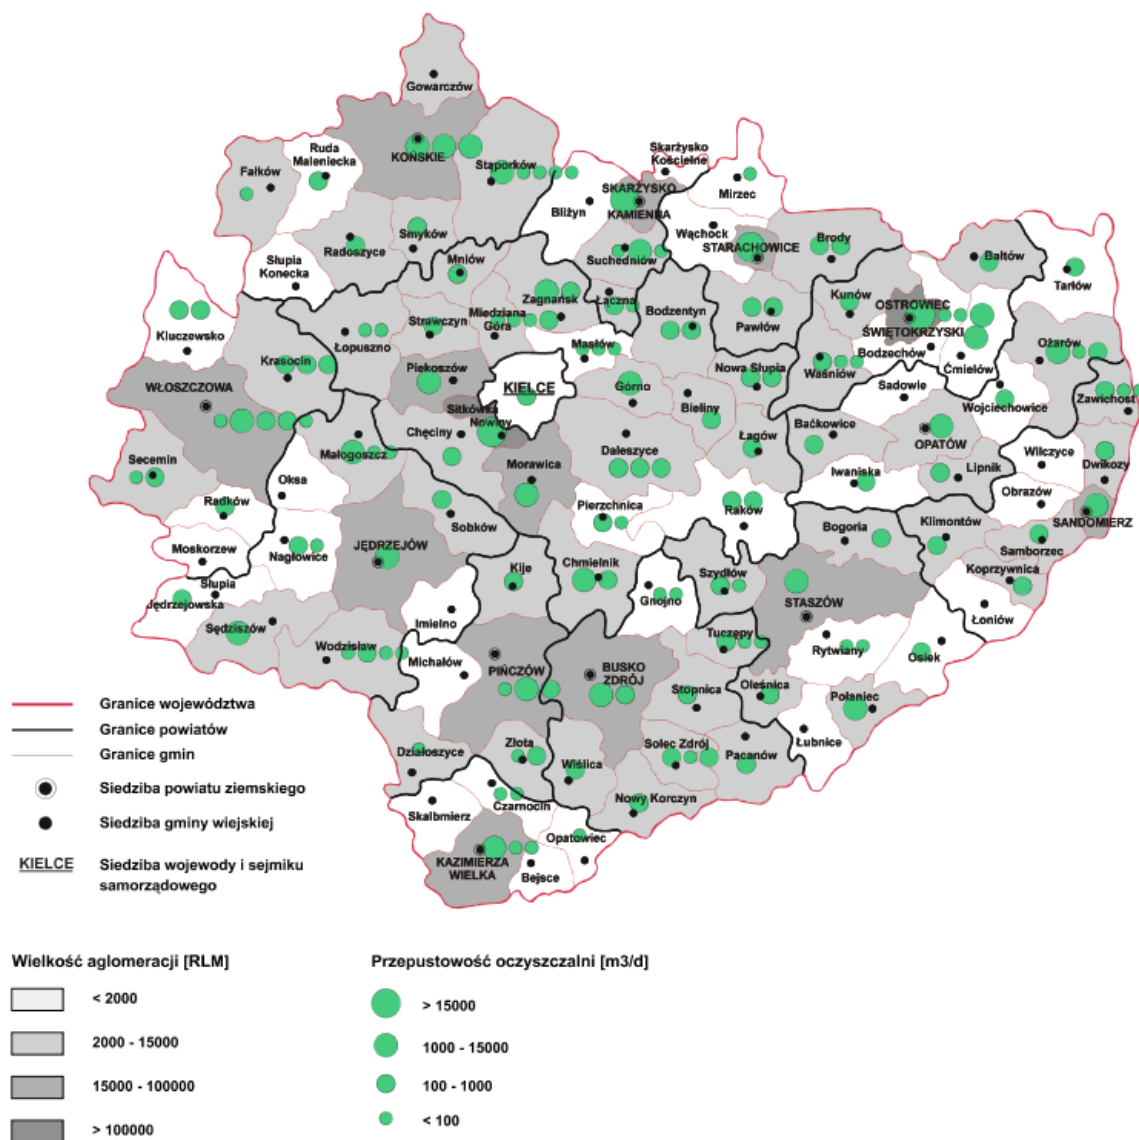 Gowarczów
KOŃSKIE
Ruda
Maleniecka
Fałków
Stąporków
Skarżysko
Kościelne
Mirzec
SKARŻYSKO
KAMIENNA
Bliżyn
Wąchock
STARACHOWICE
Brody
Smyków
Radoszyce
Słupia
Konecka
Mniów
Suchedniów
Bałtów
Tarłów
Kluczewsko
Zagnańsk
Łączna
Bodzentyn
Pawłów
Kunów
OSTROWIEC
ŚWIĘTOKRZYSKI
Bodzechów
Ćmielów
Ożarów
Strawczyn
Miedziana
Góra
Masłów
Łopuszno
Krasocin
WŁOSZCZOWA
Piekoszów
KIELCE
Górno
Nowa Słupia
Waśniów
Sadowie
Wojciechowice
Zawichost
Sitkówka
Nowiny
Bieliny
Baćkowice
OPATÓW
Chęciny
Daleszyce
Łagów
Małogoszcz
Secemin
Oksa
Morawica
Iwaniska
Lipnik
Wilczyce
Dwikozy
Radków
Pierzchnica
Raków
Obrazów
SANDOMIERZ
Sobków
Bogoria
Klimontów
Samborzec
Moskorzew
Nagłowice
JĘDRZEJÓW
Kije
Chmielnik
Szydłów
Koprzywnica
Słupia
Jędrzejowska
Gnojno
STASZÓW
Łoniów
Sędziszów
Imielno
Tuczępy
Rytwiany
Osiek
Wodzisław
Michałów
PIŃCZÓW
BUSKO
ZDRÓJ
Stopnica
Oleśnica
Połaniec
Łubnice
Działoszyce
Złota
Wiślica
Solec Zdrój
Pacanów
Nowy Korczyn
Skalbmierz
Czarnocin
Opatowiec
KAZIMIERZA
WIELKA
Bejsce
Granice województwa
Granice powiatów
Granice gmin
Siedziba powiatu ziemskiego
Siedziba gminy wiejskiej
KIELCE Siedziba wojewody i sejmiku
samorządowego
Wielkość aglomeracji [RLM]
< 2000
2000 - 15000
15000 - 100000
> 100000
Przepustowość oczyszczalni [m3/d]
> 15000
1000 - 15000
100 - 1000
< 100